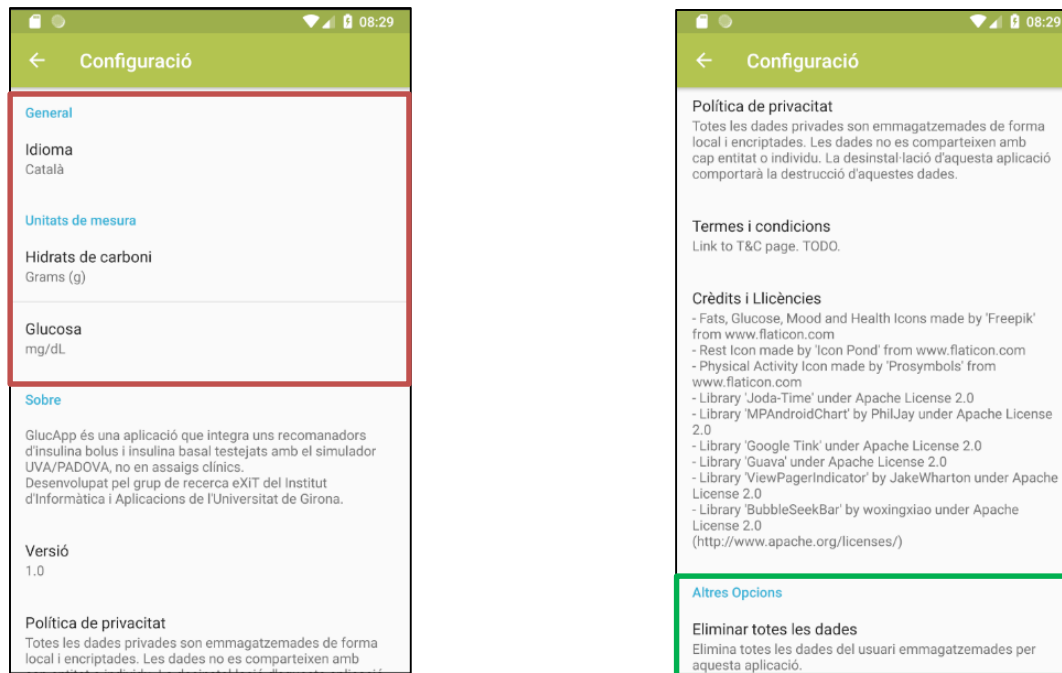 08:29
Configuració
General
Idioma
Català
Unitats de mesura
Hidrats de carboni
Grams (g)
Glucosa
mg/dL
Sobre
GlucApp és una aplicació que integra uns recomanadors
d'insulina bolus i insulina basal testejats amb el simulador
UVA/PADOVA, no en assaigs clínics.
Desenvolupat pel grup de recerca eXiT del Institut
d'Informàtica i Aplicacions de l'Universitat de Girona.
Versió
1.0
Política de privacitat
Totes les dades privades son emmagatzemades de forma
local i encriptades. Les dades no es comparteixen amb
08:29
Configuració
Política de privacitat
Totes les dades privades son emmagatzemades de forma
local i encriptades. Les dades no es comparteixen amb
cap entitat o individu. La desinstal·lació d'aquesta aplicació
comportarà la destrucció d'aquestes dades.
Termes i condicions
Link to T&C page. TODO.
Crèdits i Llicències
- Fats, Glucose, Mood and Health Icons made by 'Freepik'
from www.flaticon.com
- Rest Icon made by 'Icon Pond' from www.flaticon.com
- Physical Activity Icon made by 'Prosymbols' from
www.flaticon.com
- Library 'Joda-Time' under Apache License 2.0
- Library 'MPAndroidChart' by PhilJay under Apache License
2.0
- Library 'Google Tink' under Apache License 2.0
- Library 'Guava' under Apache License 2.0
- Library 'ViewPagerIndicator' by JakeWharton under Apache
License 2.0
- Library 'BubbleSeekBar' by woxingxiao under Apache
License 2.0
(http://www.apache.org/licenses/)
Altres Opcions
Eliminar totes les dades
Elimina totes les dades del usuari emmagatzemades per
aquesta aplicació.